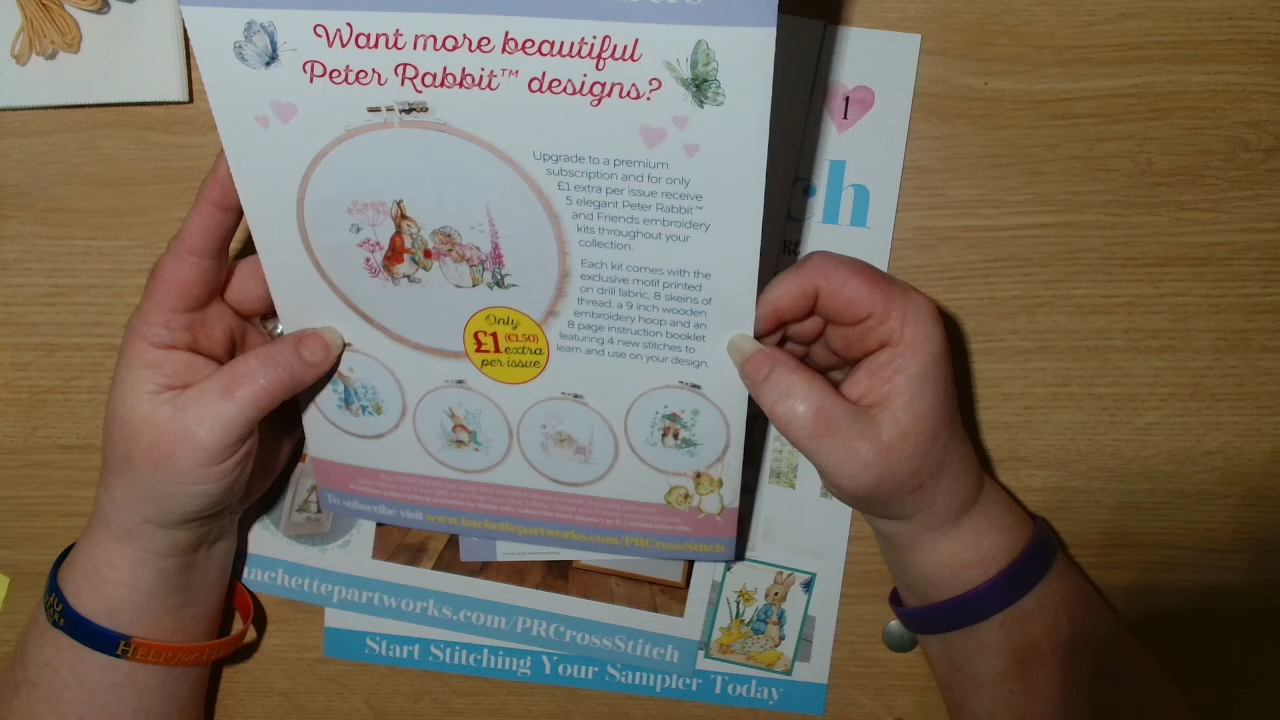 Want more beautiful
Peter Rabbit™ designs?
Upgrade to a premium
subscription and for only
£1 extra per issue receive
5 elegant Peter Rabbit™
and Friends embroidery
kits throughout your
collection.
Each kit comes with the
exclusive motif printed
on drill fabric, 8 skeins of
thread, a 9 inch wooden
embroidery hoop and an
8 page instruction booklet
featuring 4 new stitches to
learn and use on your design.
Only
£1 (€1.50)
extra
per issue
To subscribe visit www.hachettepartworks.com/PRCrossStitch
1
ch
hachettepartworks.com/PRCrossStitch
Start Stitching Your Sampler Today
HELP for H